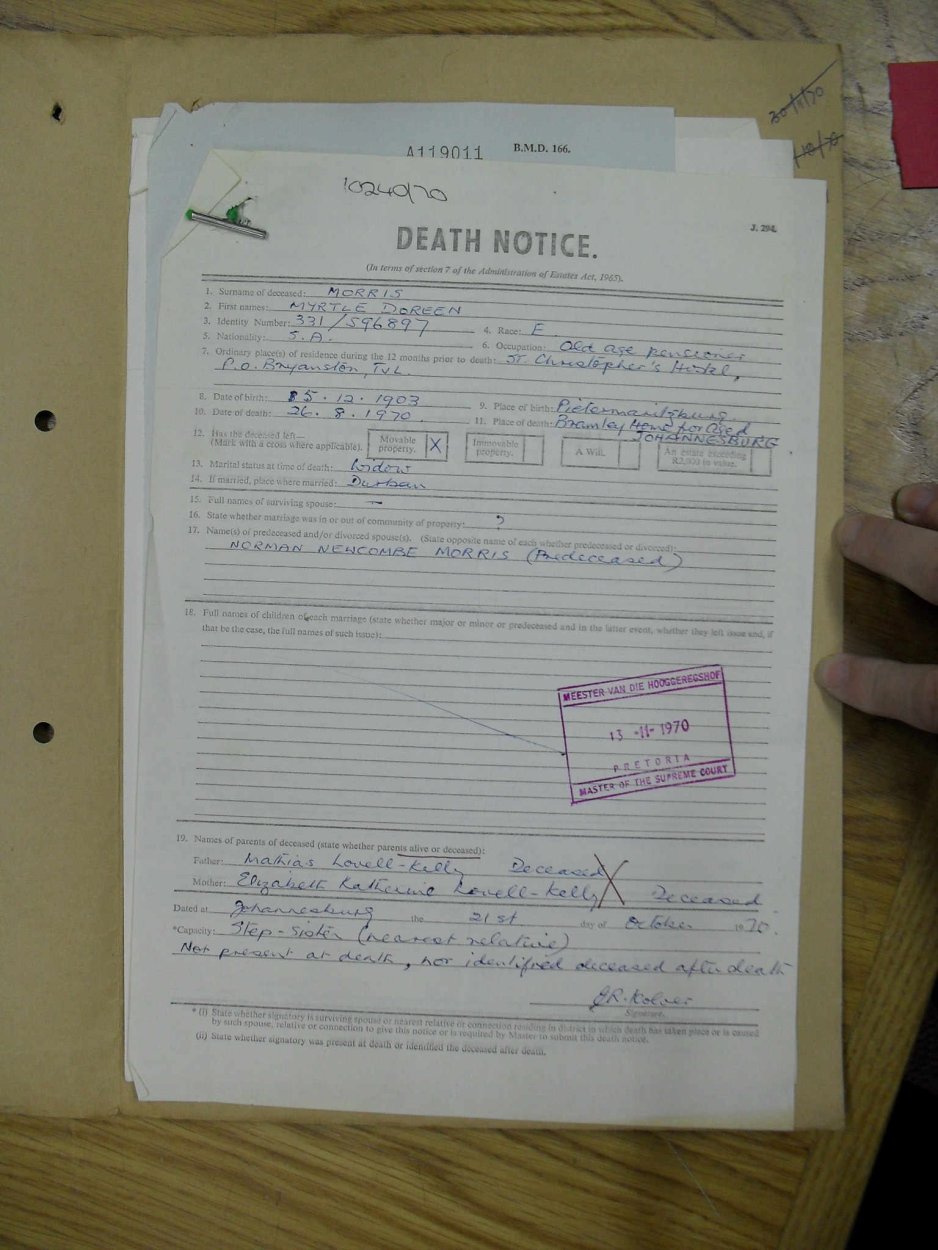 30/11/70
/10/70
A119011 B.M.D. 166.
10240/70
J. 294.
DEATH NOTICE.
(In terms of section 7 of the Administration of Estates Act, 1965).
1. Surname of deceased: MORRIS
2. First names: MYRTLE DOREEN
3. Identity Number: 331/596897 4. Race: E
5. Nationality: S.A. 6. Occupation: Old age pensioner
7. Ordinary place(s) of residence during the 12 months prior to death: St. Christopher's Hotel,
P.O. Bryanston, TVL
8. Date of birth: 15.12.1903 9. Place of birth: Pietermaritzburg
10. Date of death: 26.8.1970 11. Place of death: Bramley Home for Aged
JOHANNESBURG
12. Has the deceased left— Movable property. X Immovable property. A Will. An estate exceeding R2,000 in value.
(Mark with a cross where applicable).
13. Marital status at time of death: Widow
14. If married, place where married: Durban
15. Full names of surviving spouse: —
16. State whether marriage was in or out of community of property: ?
17. Name(s) of predeceased and/or divorced spouse(s). (State opposite name of each whether predeceased or divorced):
NORMAN NEWCOMBE MORRIS (Predeceased)
18. Full names of children of each marriage (state whether major or minor or predeceased and in the latter event, whether they left issue and, if
that be the case, the full names of such issue):
MEESTER VAN DIE HOOGGEREGSHOF
13 -11- 1970
PRETORIA
MASTER OF THE SUPREME COURT
19. Names of parents of deceased (state whether parents alive or deceased):
Father: Mathias Lovell-Kelly Deceased
Mother: Elizabeth Katherine Lovell-Kelly Deceased
Dated at Johannesburg the 21st day of October 1970.
*Capacity: Step-Sister (nearest relative)
Not present at death, nor identified deceased after death
J.R. Kolver
Signature.
* (i) State whether signatory is surviving spouse or nearest relative or connection residing in district in which death has taken place or is caused
by such spouse, relative or connection to give this notice or is required by Master to submit this death notice.
(ii) State whether signatory was present at death or identified the deceased after death.